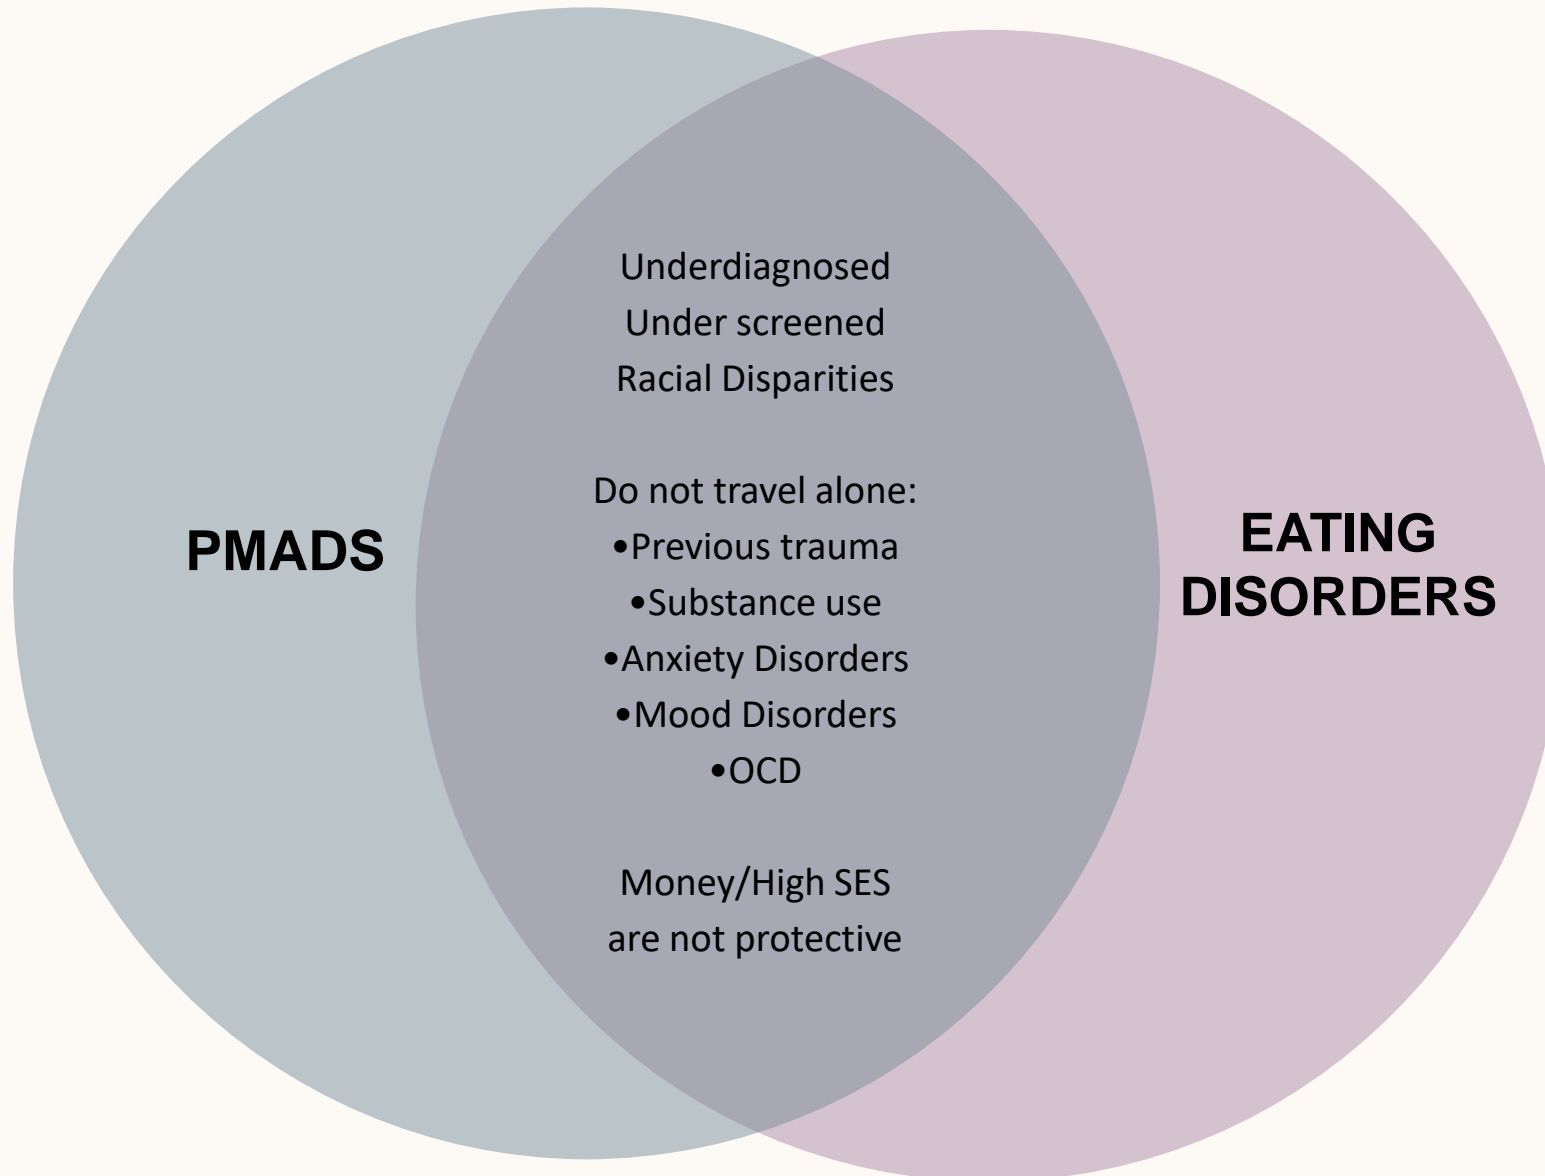 Underdiagnosed
Under screened
Racial Disparities
Do not travel alone:
•Previous trauma
•Substance use
•Anxiety Disorders
•Mood Disorders
•OCD
Money/High SES
are not protective
PMADS
EATING
DISORDERS